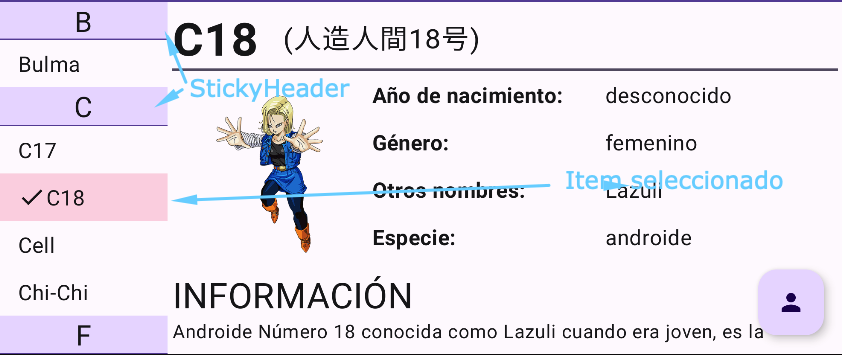 B
Bulma
C
C17
C18
Cell
Chi-Chi
F
C18 (人造人間18号)
StickyHeader
Año de nacimiento: desconocido
Género: femenino
Item seleccionado
Otros nombres: Lazuli
Especie: androide
INFORMACIÓN
Androide Número 18 conocida como Lazuli cuando era joven, es la